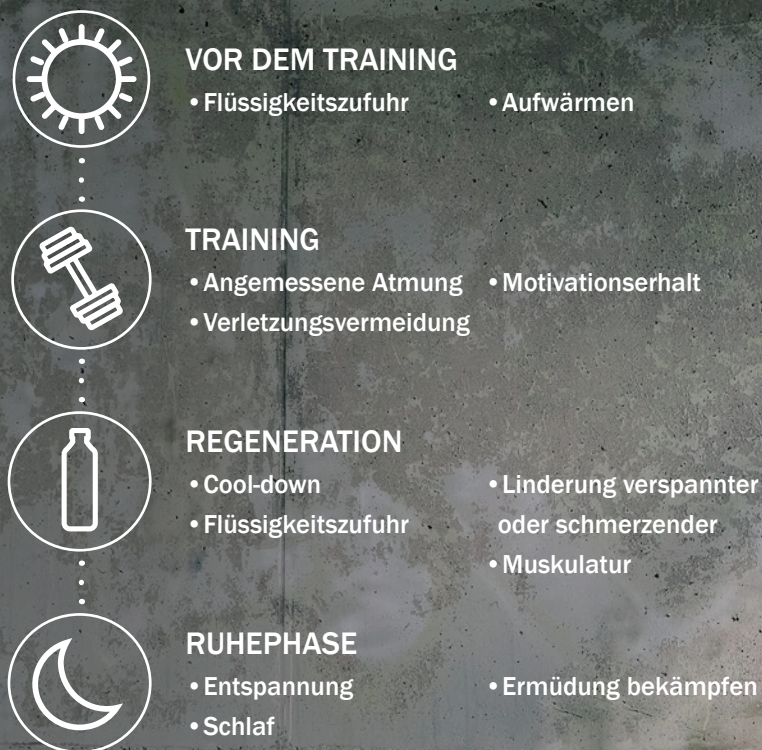 VOR DEM TRAINING
•Flüssigkeitszufuhr
•Aufwärmen
TRAINING
•Angemessene Atmung
•Verletzungsvermeidung
•Motivationserhalt
REGENERATION
•Cool-down
•Flüssigkeitszufuhr
•Linderung verspannter
oder schmerzender
•Muskulatur
RUHEPHASE
•Entspannung
•Schlaf
•Ermüdung bekämpfen